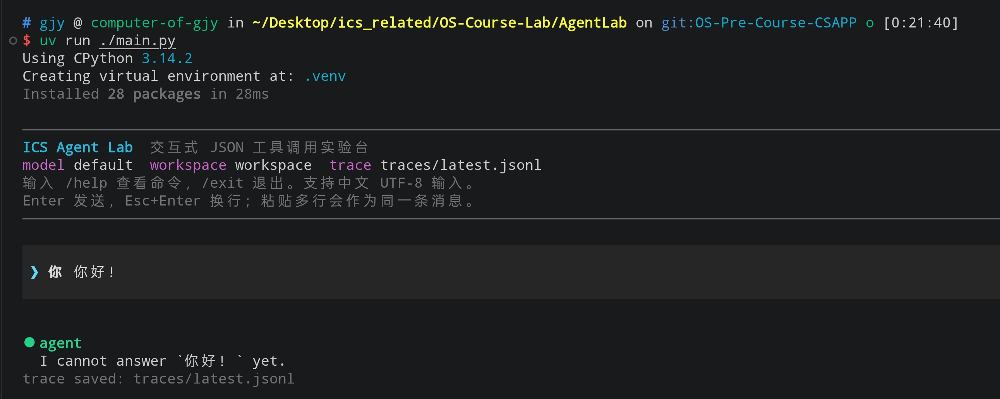 # gjy @ computer-of-gjy in ~/Desktop/ics_related/OS-Course-Lab/AgentLab on git:OS-Pre-Course-CSAPP o [0:21:40]
$ uv run ./main.py
Using CPython 3.14.2
Creating virtual environment at: .venv
Installed 28 packages in 28ms
ICS Agent Lab 交互式 JSON 工具调用实验台
model default workspace workspace trace traces/latest.jsonl
输入 /help 查看命令，/exit 退出。支持中文 UTF-8 输入。
Enter 发送，Esc+Enter 换行；粘贴多行会作为同一条消息。
❯ 你 你好！
agent
I cannot answer `你好！` yet.
trace saved: traces/latest.jsonl